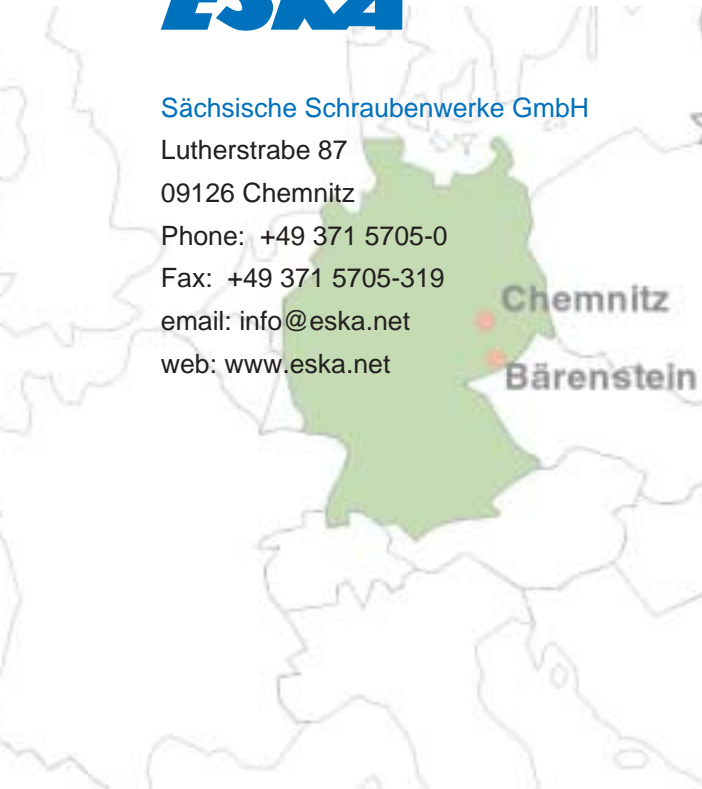 ESKA
Sächsische Schraubenwerke GmbH
Lutherstrabe 87
09126 Chemnitz
Phone: +49 371 5705-0
Fax: +49 371 5705-319
email: info@eska.net
web: www.eska.net
Chemnitz
Bärenstein